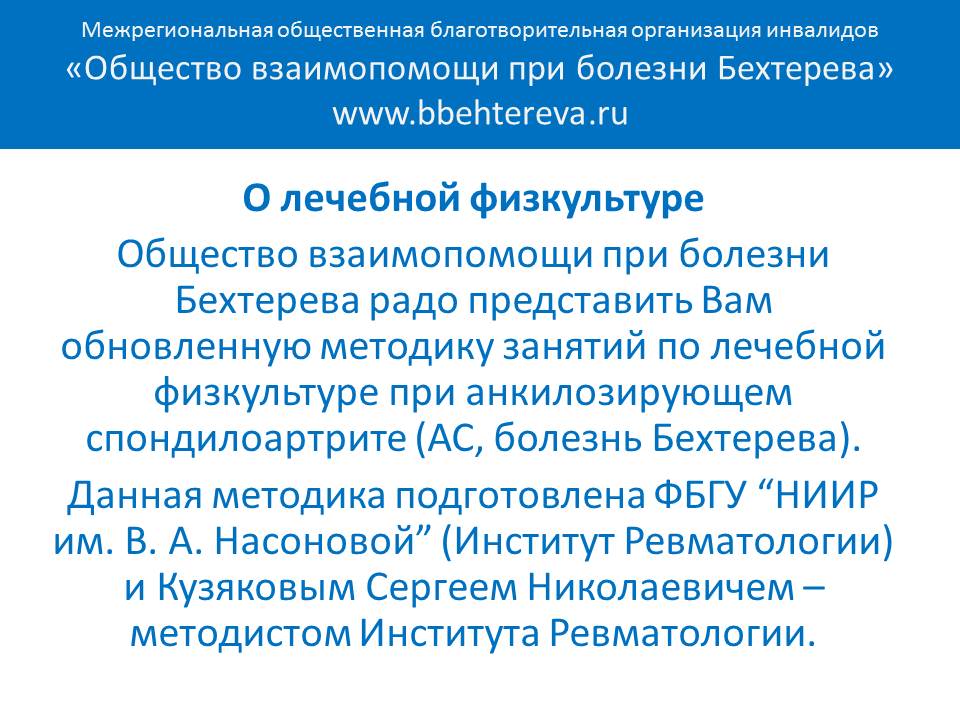 Межрегиональная общественная благотворительная организация инвалидов
«Общество взаимопомощи при болезни Бехтерева»
www.bbehtereva.ru
О лечебной физкультуре
Общество взаимопомощи при болезни
Бехтерева радо представить Вам
обновленную методику занятий по лечебной
физкультуре при анкилозирующем
спондилоартрите (АС, болезнь Бехтерева).
Данная методика подготовлена ФБГУ “НИИР
им. В. А. Насоновой” (Институт Ревматологии)
и Кузяковым Сергеем Николаевичем –
методистом Института Ревматологии.